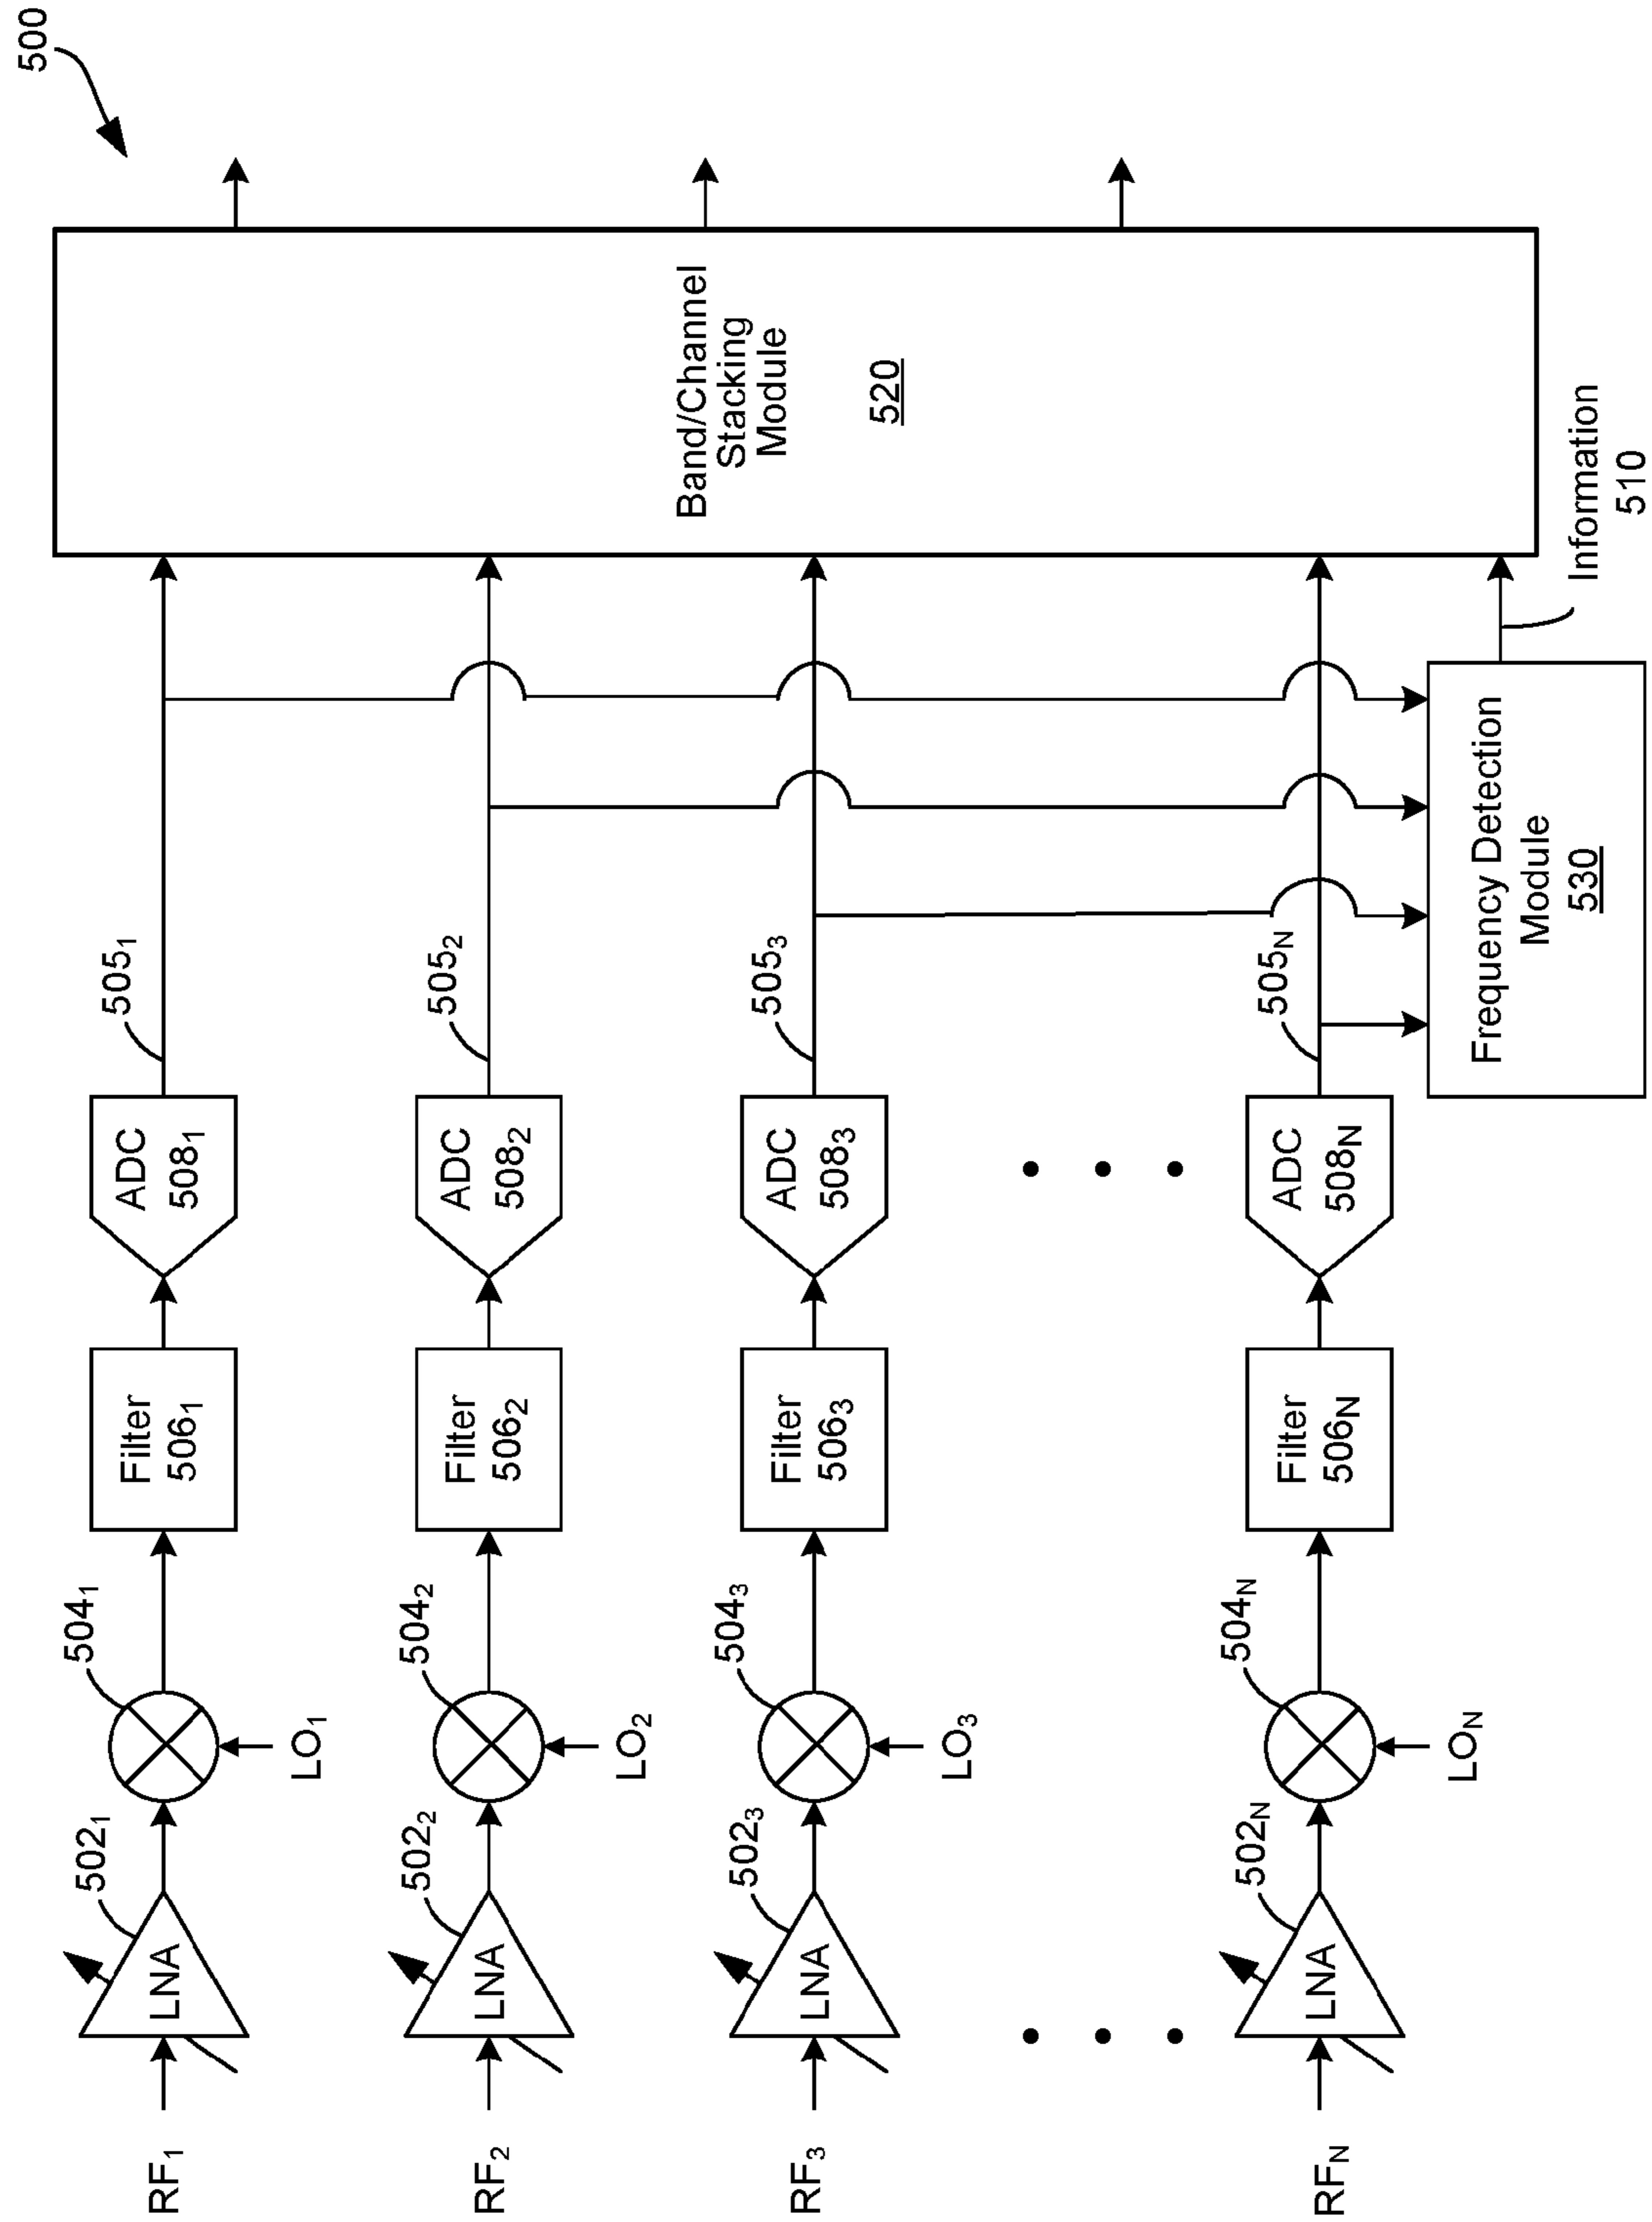 500
502₁
504₁
505₁
RF₁
LNA
LO₁
Filter
506₁
ADC
508₁
502₂
504₂
505₂
RF₂
LNA
LO₂
Filter
506₂
ADC
508₂
502₃
504₃
505₃
RF₃
LNA
LO₃
Filter
506₃
ADC
508₃
502N
504N
505N
RFN
LNA
LON
Filter
506N
ADC
508N
Band/Channel
Stacking
Module
520
Frequency Detection
Module
530
Information
510